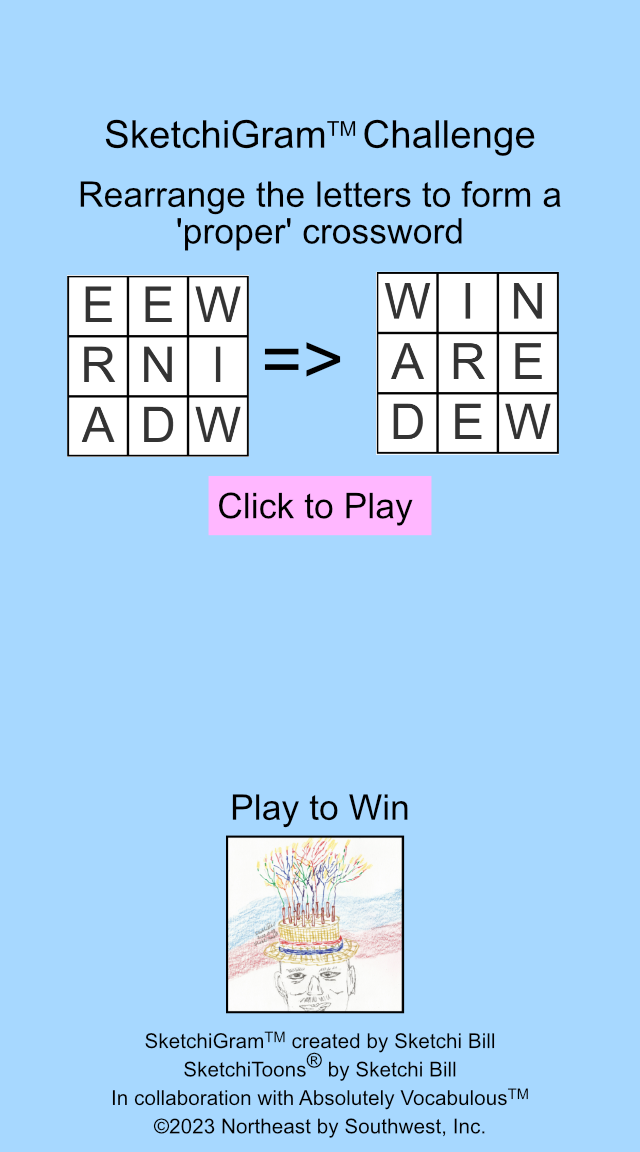 SketchiGram™ Challenge
Rearrange the letters to form a
'proper' crossword
E E W
R N I
A D W
=>
W I N
A R E
D E W
Click to Play
Play to Win
SketchiGram™ created by Sketchi Bill
SketchiToons® by Sketchi Bill
In collaboration with Absolutely Vocabulous™
©2023 Northeast by Southwest, Inc.